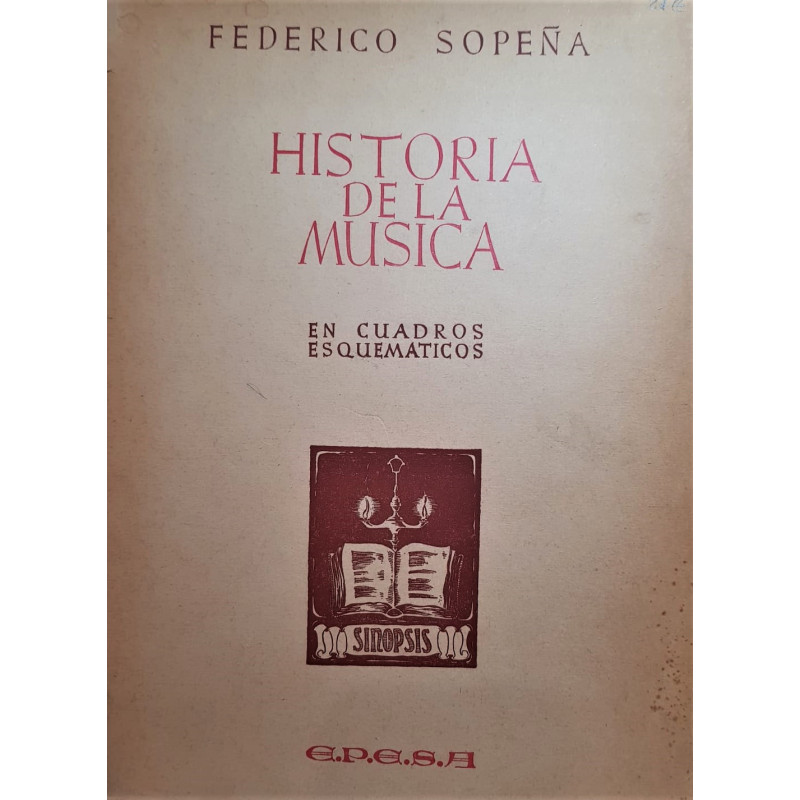 FEDERICO SOPEÑA
HISTORIA
DE LA
MUSICA
EN CUADROS
ESQUEMATICOS
SINOPSIS
E.P.E.S.A